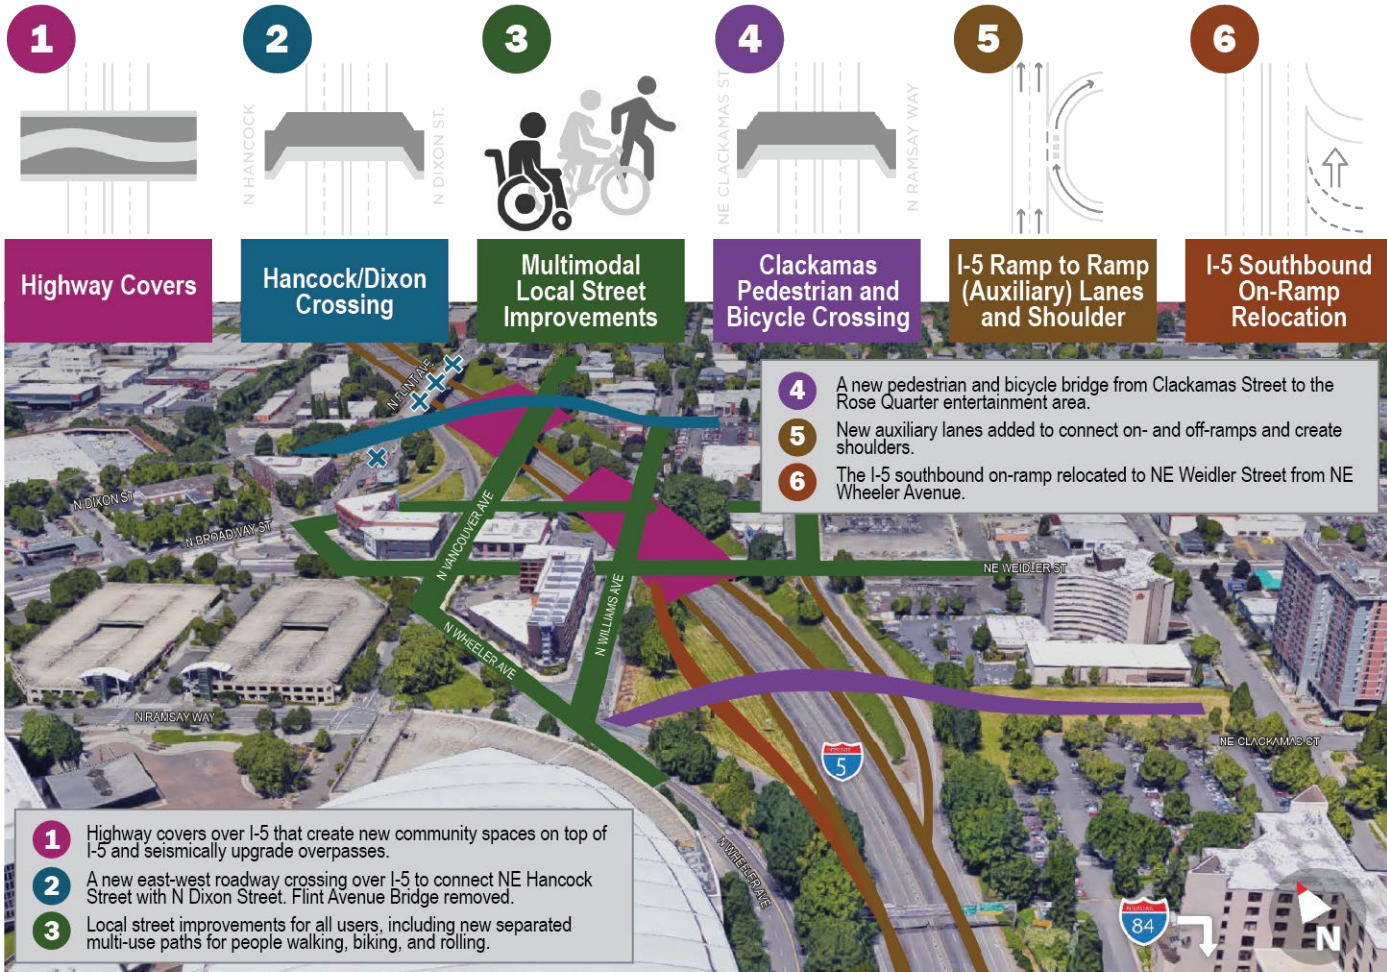 1
2
3
4
5
6
N HANCOCK
N DIXON ST.
NE CLACKAMAS ST
N RAMSAY WAY
Highway Covers
Hancock/Dixon
Crossing
Multimodal
Local Street
Improvements
Clackamas
Pedestrian and
Bicycle Crossing
I-5 Ramp to Ramp
(Auxiliary) Lanes
and Shoulder
I-5 Southbound
On-Ramp
Relocation
N FLINT AVE
4
A new pedestrian and bicycle bridge from Clackamas Street to the
Rose Quarter entertainment area.
5
New auxiliary lanes added to connect on- and off-ramps and create
shoulders.
6
The I-5 southbound on-ramp relocated to NE Weidler Street from NE
Wheeler Avenue.
N DIXON ST
N BROADWAY ST
N VANCOUVER AVE
NE WEIDLER ST
N WILLIAMS AVE
N WHEELER AVE
N RAMSAY WAY
NE CLACKAMAS ST
INTERSTATE
5
N WHEELER AVE
1
Highway covers over I-5 that create new community spaces on top of
I-5 and seismically upgrade overpasses.
2
A new east-west roadway crossing over I-5 to connect NE Hancock
Street with N Dixon Street. Flint Avenue Bridge removed.
3
Local street improvements for all users, including new separated
multi-use paths for people walking, biking, and rolling.
INTERSTATE
84
N